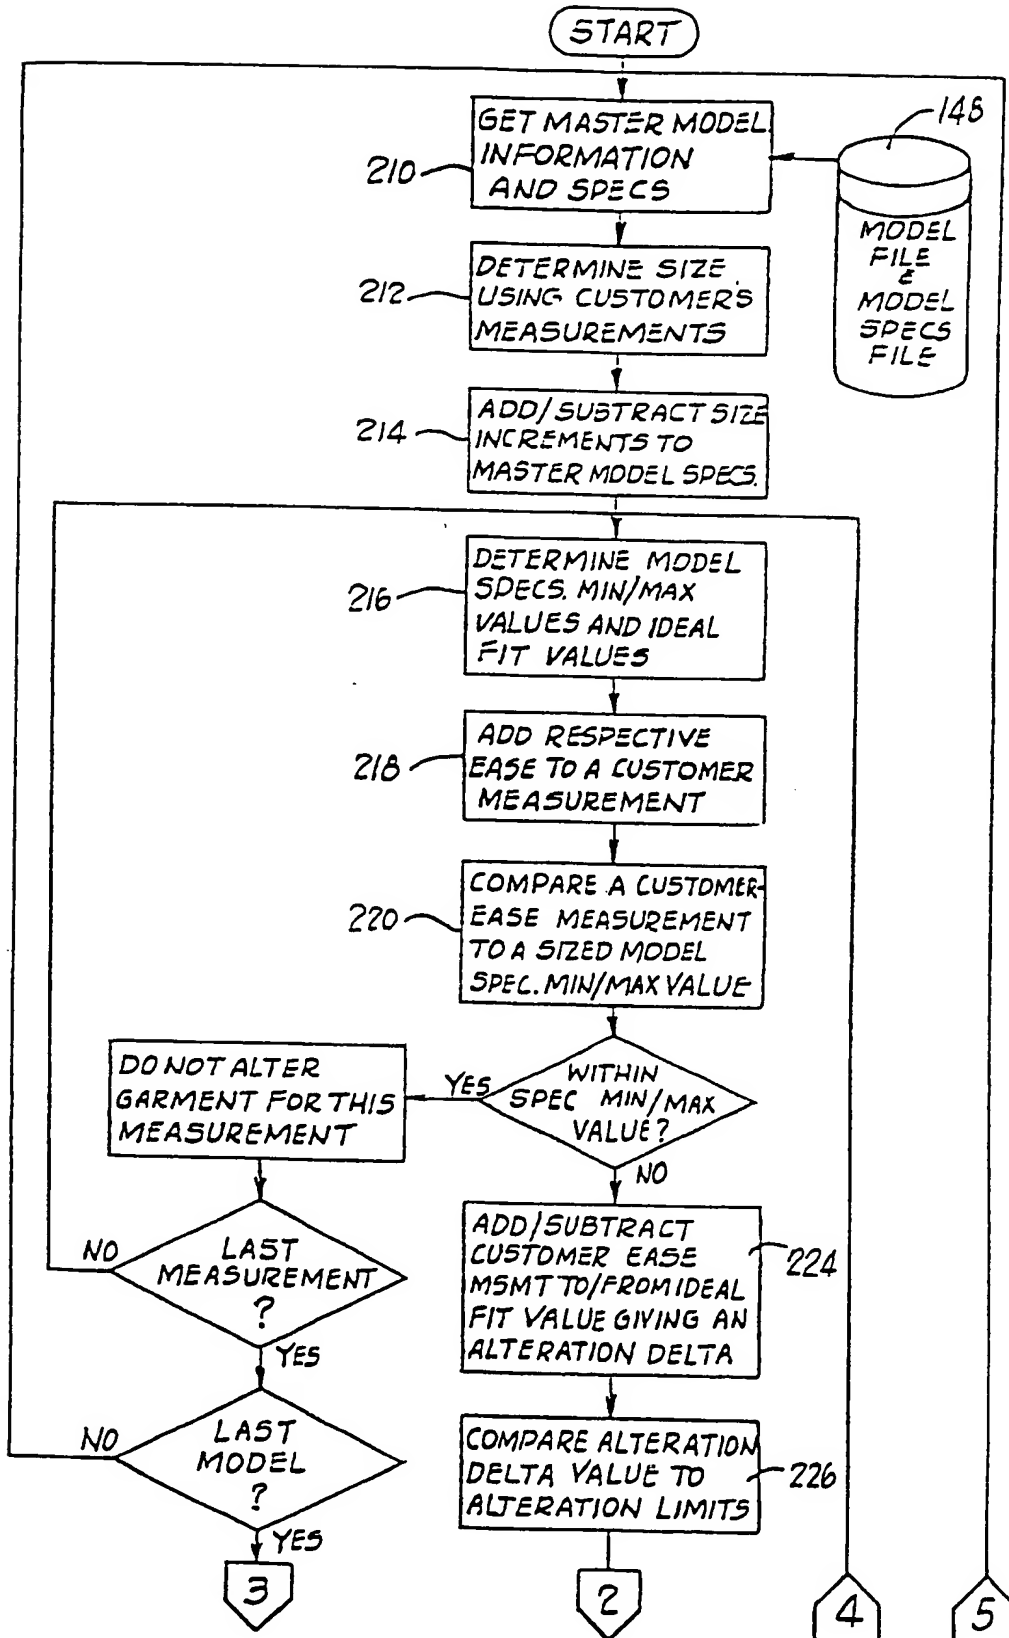 START
GET MASTER MODEL
INFORMATION
AND SPECS
210
148
MODEL
FILE
&
MODEL
SPECS
FILE
DETERMINE SIZE
USING CUSTOMER'S
MEASUREMENTS
212
ADD/SUBTRACT SIZE
INCREMENTS TO
MASTER MODEL SPECS.
214
DETERMINE MODEL
SPECS. MIN/MAX
VALUES AND IDEAL
FIT VALUES
216
ADD RESPECTIVE
EASE TO A CUSTOMER
MEASUREMENT
218
COMPARE A CUSTOMER-
EASE MEASUREMENT
TO A SIZED MODEL
SPEC. MIN/MAX VALUE
220
WITHIN
SPEC MIN/MAX
VALUE?
YES
NO
DO NOT ALTER
GARMENT FOR THIS
MEASUREMENT
LAST
MEASUREMENT
?
NO
YES
LAST
MODEL
?
NO
YES
3
ADD/SUBTRACT
CUSTOMER EASE
MSMT TO/FROM IDEAL
FIT VALUE GIVING AN
ALTERATION DELTA
224
COMPARE ALTERATION
DELTA VALUE TO
ALTERATION LIMITS
226
2
4
5